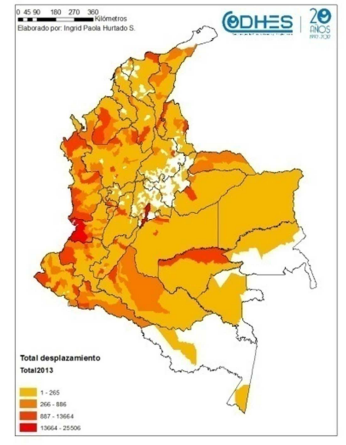 0 45 90 180 270 360
Kilómetros
Elaborado por: Ingrid Paola Hurtado S.
CODHES
20
AÑOS
Total desplazamiento
Total2013
1 - 265
266 - 886
887 - 13664
13664 - 25506